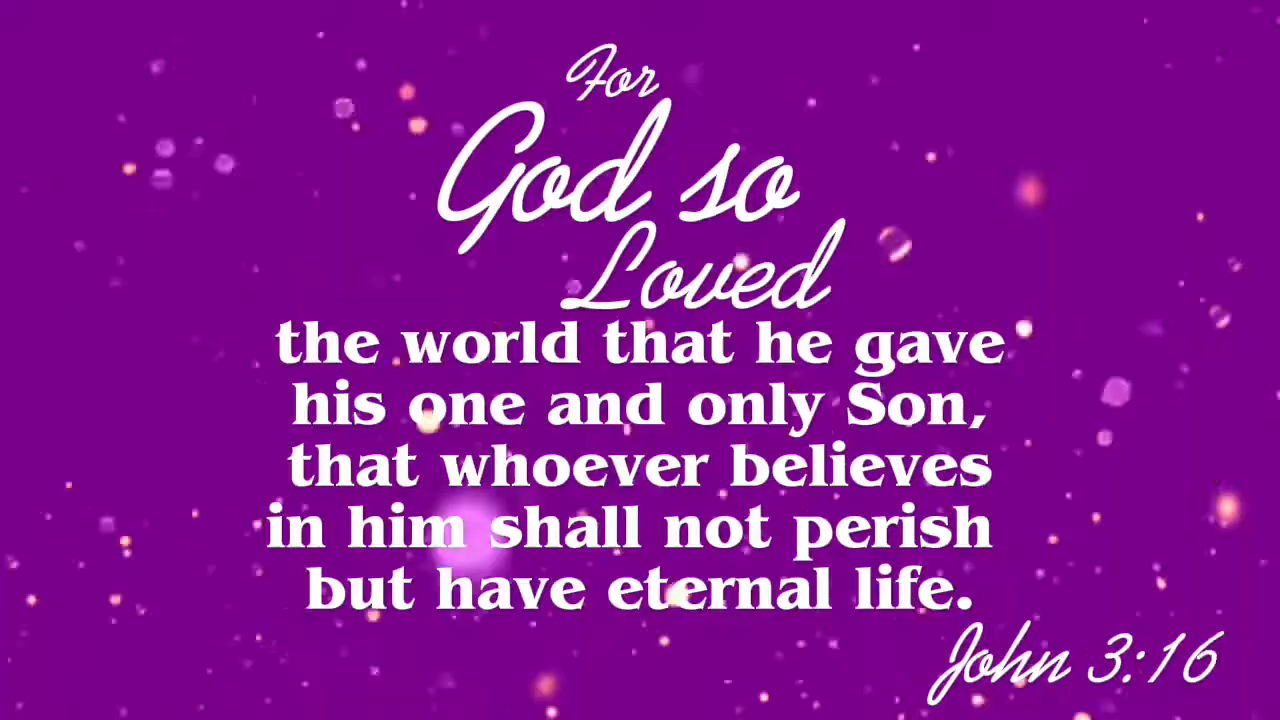 For
God so
Loved
the world that he gave
his one and only Son,
that whoever believes
in him shall not perish
but have eternal life.
John 3:16